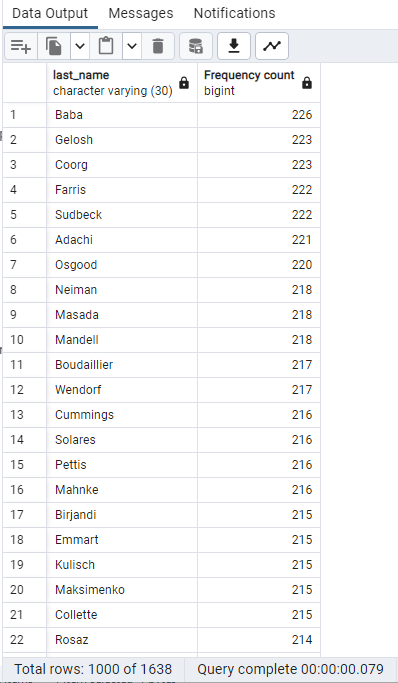 Data Output Messages Notifications
last_name Frequency count
character varying (30) bigint
1 Baba 226
2 Gelosh 223
3 Coorg 223
4 Farris 222
5 Sudbeck 222
6 Adachi 221
7 Osgood 220
8 Neiman 218
9 Masada 218
10 Mandell 218
11 Boudaillier 217
12 Wendorf 217
13 Cummings 216
14 Solares 216
15 Pettis 216
16 Mahnke 216
17 Birjandi 215
18 Emmart 215
19 Kulisch 215
20 Maksimenko 215
21 Collette 215
22 Rosaz 214
Total rows: 1000 of 1638 Query complete 00:00:00.079